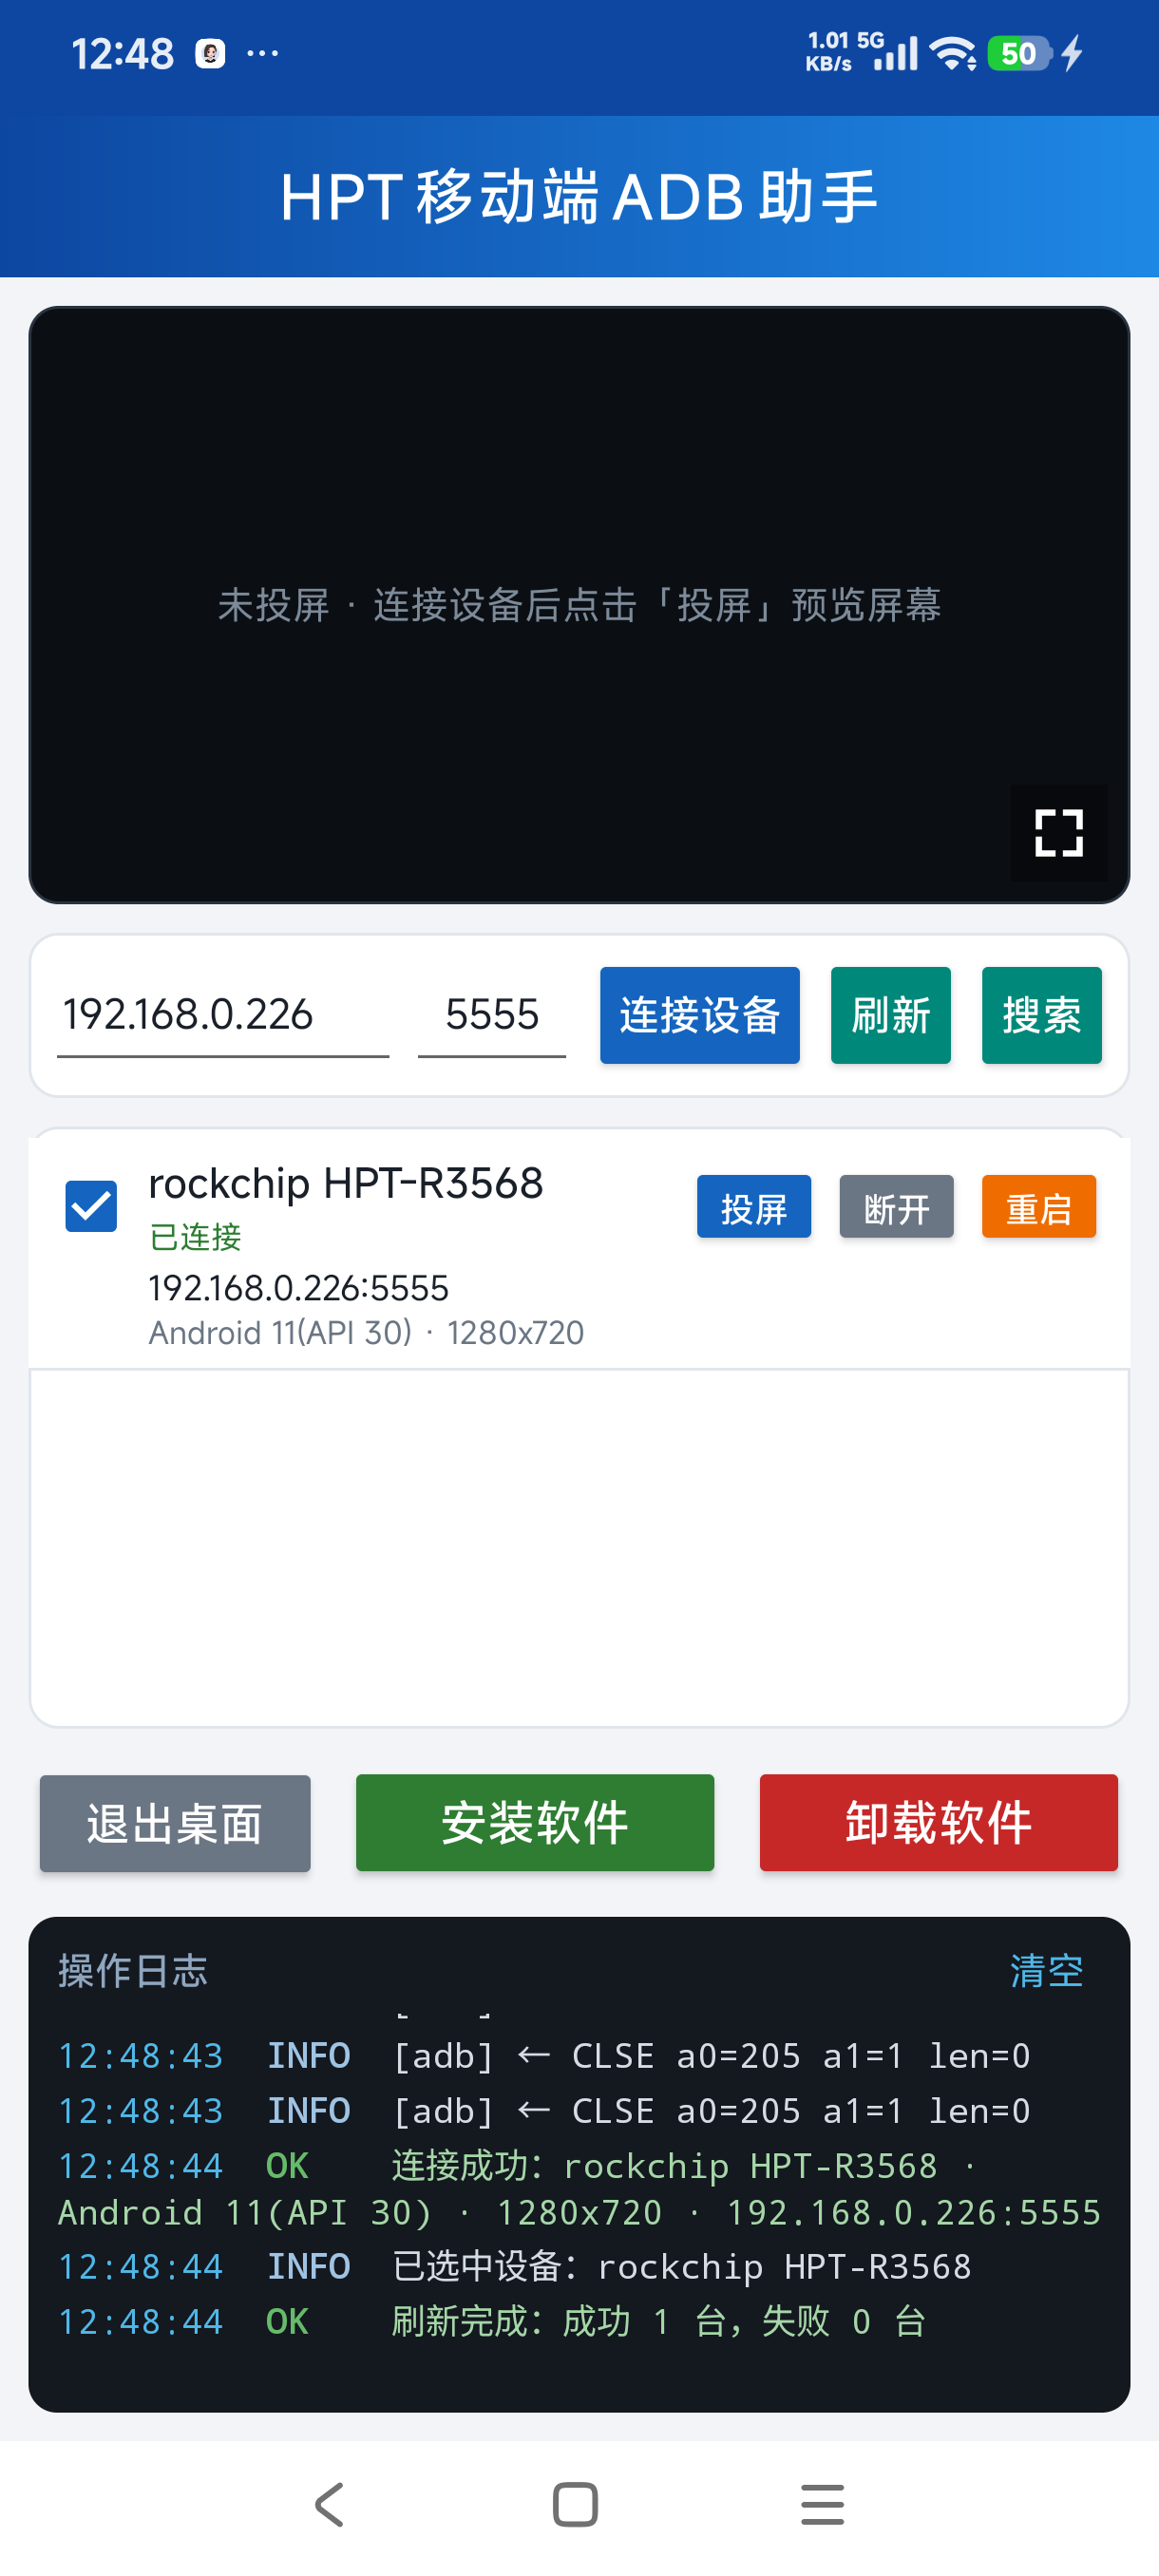 12:48 ··· 1.01 KB/s 5G 50
HPT 移动端 ADB 助手
未投屏 · 连接设备后点击「投屏」预览屏幕
192.168.0.226 5555 连接设备 刷新 搜索
rockchip HPT-R3568 投屏 断开 重启
已连接
192.168.0.226:5555
Android 11(API 30) · 1280x720
退出桌面 安装软件 卸载软件
操作日志 清空
12:48:43 INFO [adb] ← CLSE a0=205 a1=1 len=0
12:48:43 INFO [adb] ← CLSE a0=205 a1=1 len=0
12:48:44 OK 连接成功：rockchip HPT-R3568 ·
Android 11(API 30) · 1280x720 · 192.168.0.226:5555
12:48:44 INFO 已选中设备：rockchip HPT-R3568
12:48:44 OK 刷新完成：成功 1 台，失败 0 台